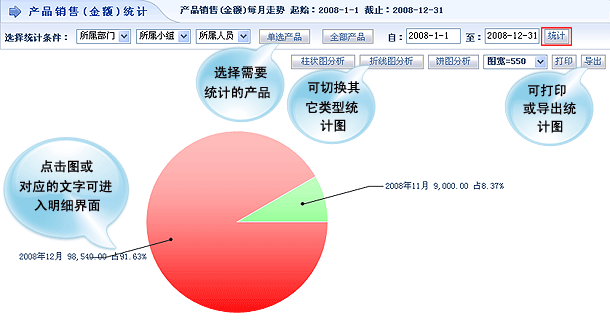 产品销售(金额)统计
产品销售(金额)每月走势 起始：2008-1-1 截止：2008-12-31
选择统计条件： 所属部门 所属小组 所属人员 单选产品 全部产品 自：2008-1-1 至：2008-12-31 统计
柱状图分析 折线图分析 饼图分析 图宽=550 打印 导出
选择需要
统计的产品
可切换其
它类型统
计图
可打印
或导出统
计图
点击图或
对应的文字可进
入明细界面
2008年11月 9,000.00 占8.37%
2008年12月 98,540.00 占91.63%